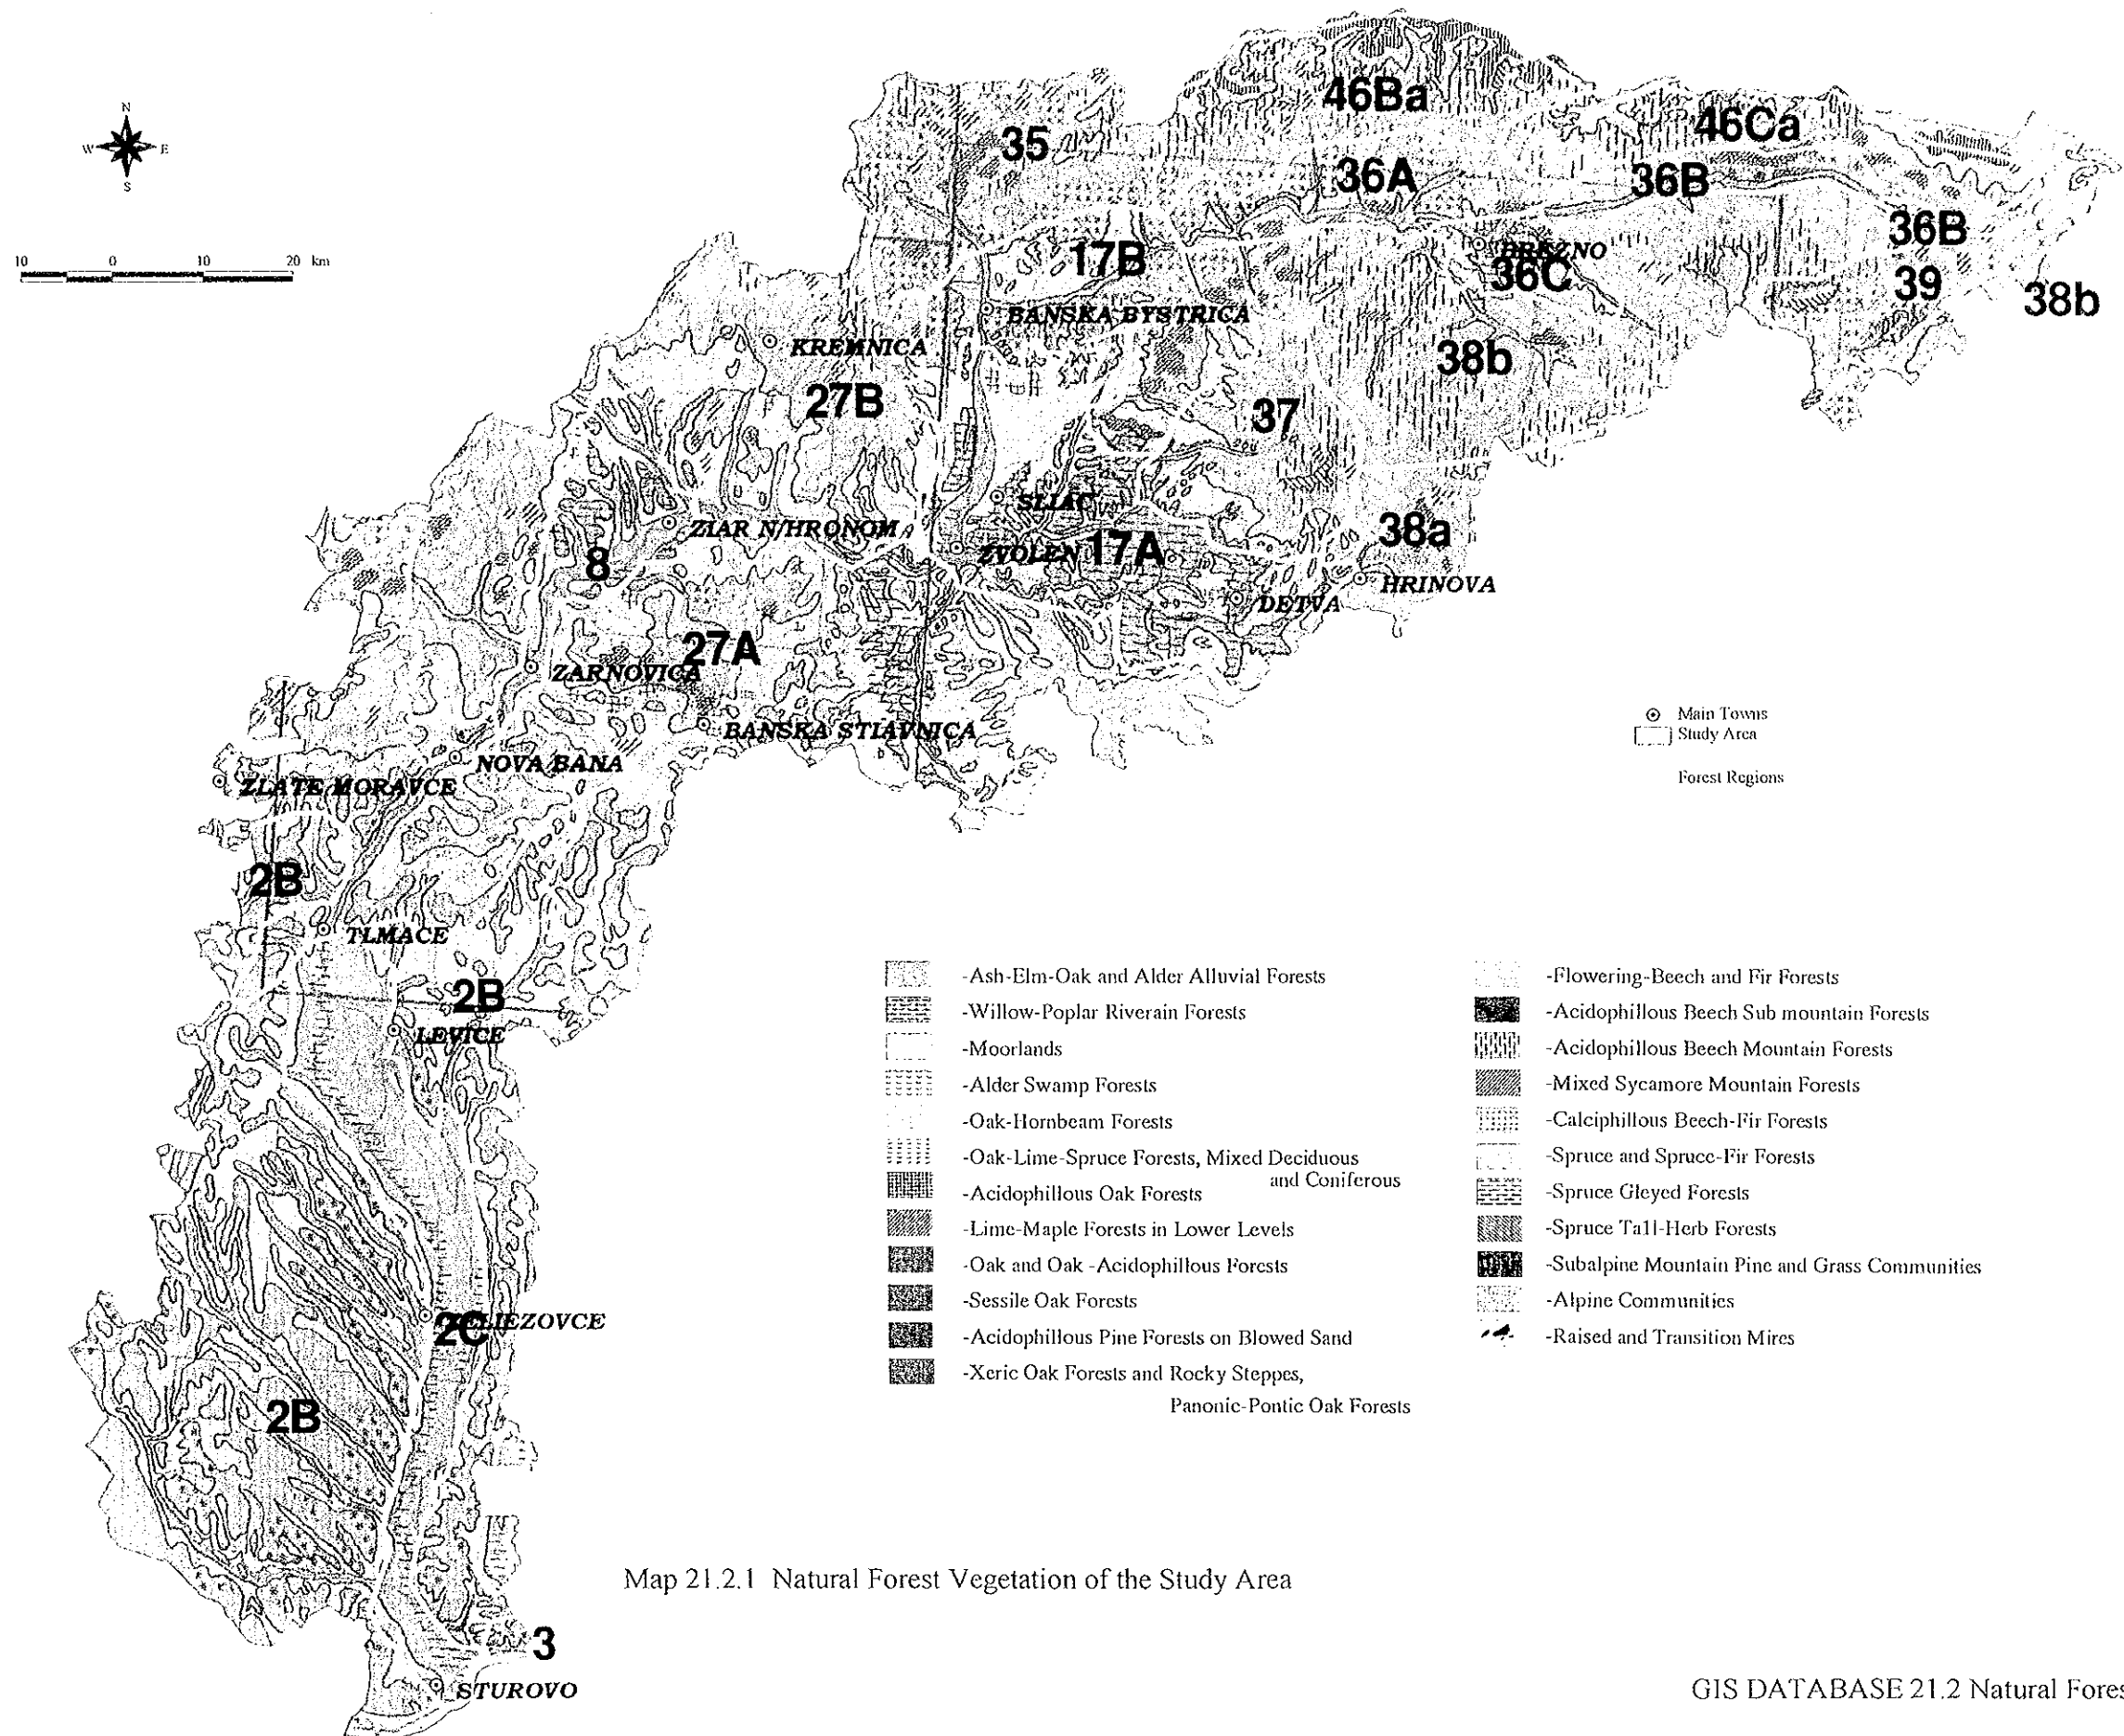 N
W E
S
10 0 10 20 km
46Ba
46Ca
35
36A
36B
36B
17B
BREZNO
36C
39
38b
BANSKA BYSTRICA
KREMNICA
38b
27B
37
SLIAC
ZIAR N/HRONOM
38a
8
ZVOLEN
17A
HRINOVA
DETVA
27A
ZARNOVICA
BANSKA STIAVNICA
NOVA BANA
ZLATE MORAVCE
2B
TLMACE
2B
LEVICE
2C
ZELIEZOVCE
2B
3
STUROVO
Main Towns
Study Area
Forest Regions
-Ash-Elm-Oak and Alder Alluvial Forests
-Willow-Poplar Riverain Forests
-Moorlands
-Alder Swamp Forests
-Oak-Hornbeam Forests
-Oak-Lime-Spruce Forests, Mixed Deciduous
and Coniferous
-Acidophillous Oak Forests
-Lime-Maple Forests in Lower Levels
-Oak and Oak -Acidophillous Forests
-Sessile Oak Forests
-Acidophillous Pine Forests on Blowed Sand
-Xeric Oak Forests and Rocky Steppes,
Panonic-Pontic Oak Forests
-Flowering-Beech and Fir Forests
-Acidophillous Beech Sub mountain Forests
-Acidophillous Beech Mountain Forests
-Mixed Sycamore Mountain Forests
-Calciphillous Beech-Fir Forests
-Spruce and Spruce-Fir Forests
-Spruce Gleyed Forests
-Spruce Tall-Herb Forests
-Subalpine Mountain Pine and Grass Communities
-Alpine Communities
-Raised and Transition Mires
Map 21.2.1 Natural Forest Vegetation of the Study Area
GIS DATABASE 21.2 Natural Fores